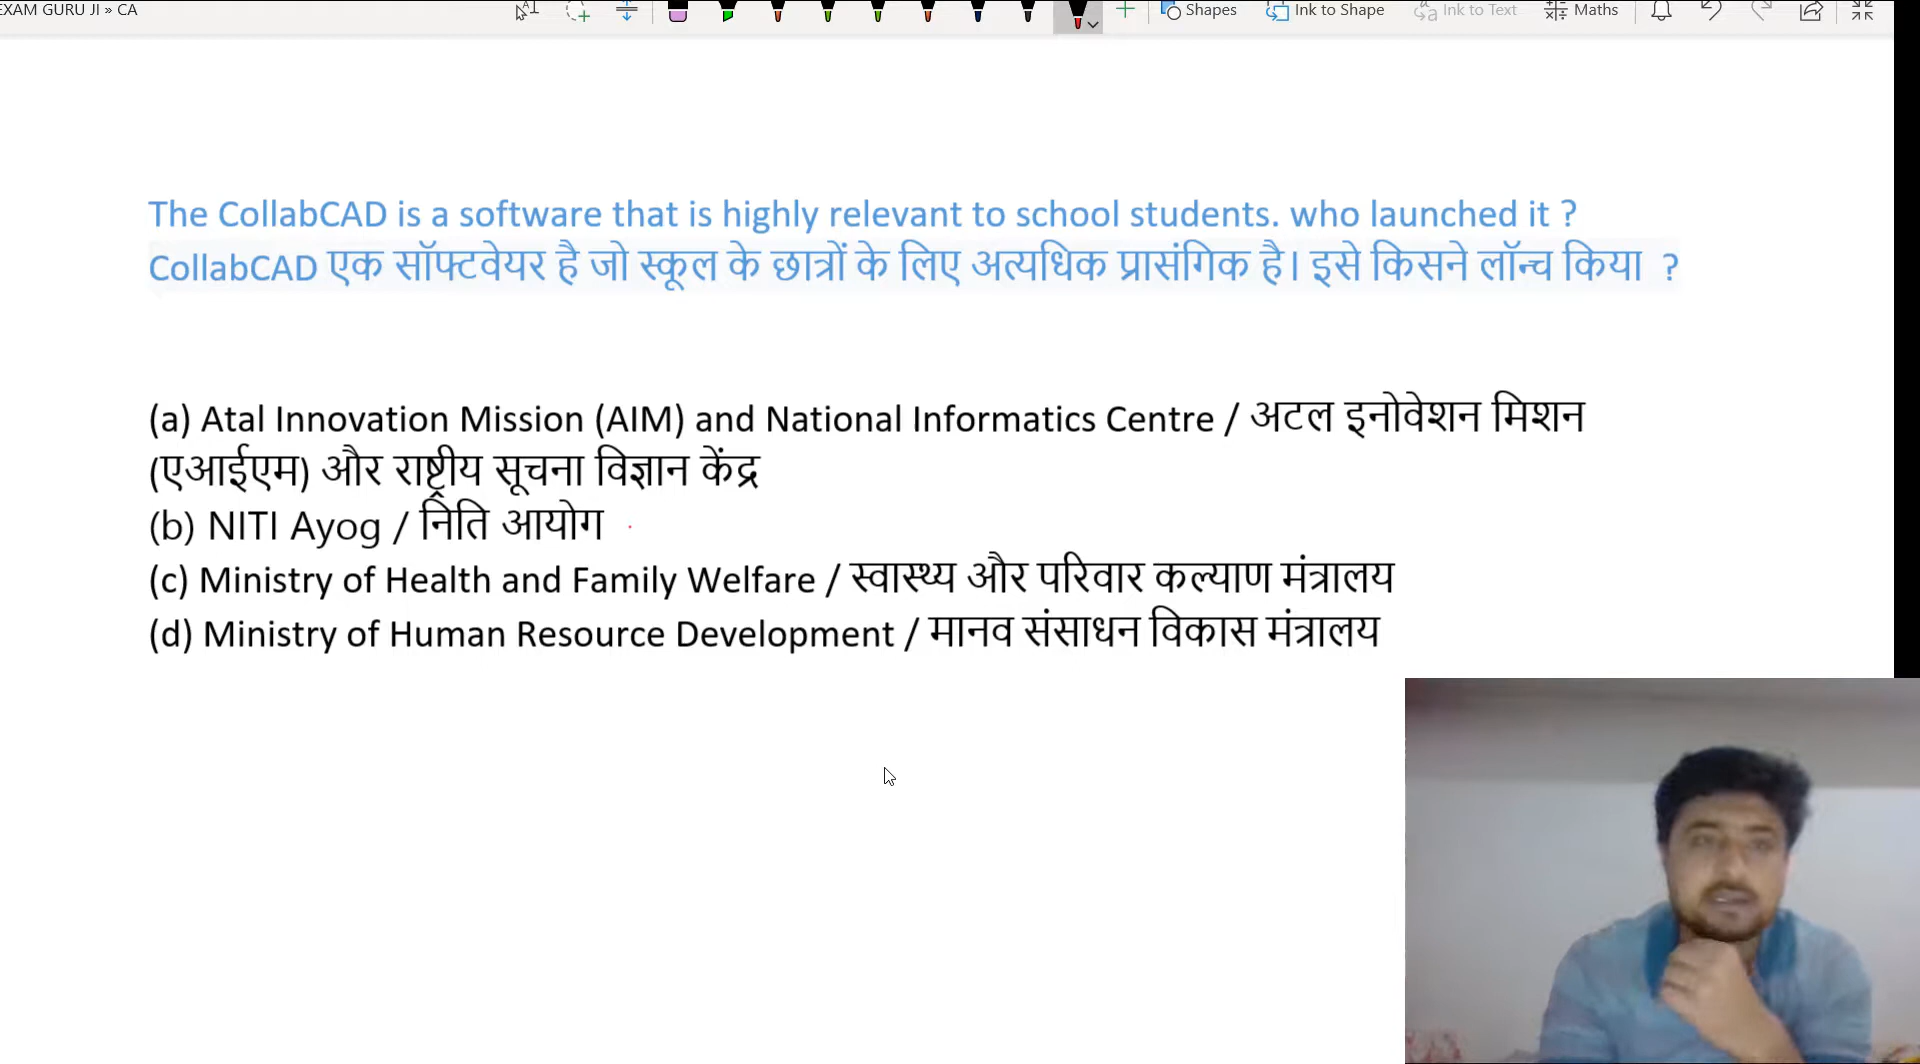 EXAM GURU JI » CA
Shapes
Ink to Shape
Ink to Text
Maths
The CollabCAD is a software that is highly relevant to school students. who launched it ?
CollabCAD एक सॉफ्टवेयर है जो स्कूल के छात्रों के लिए अत्यधिक प्रासंगिक है। इसे किसने लॉन्च किया ?
(a) Atal Innovation Mission (AIM) and National Informatics Centre / अटल इनोवेशन मिशन
(एआईएम) और राष्ट्रीय सूचना विज्ञान केंद्र
(b) NITI Ayog / निति आयोग
(c) Ministry of Health and Family Welfare / स्वास्थ्य और परिवार कल्याण मंत्रालय
(d) Ministry of Human Resource Development / मानव संसाधन विकास मंत्रालय